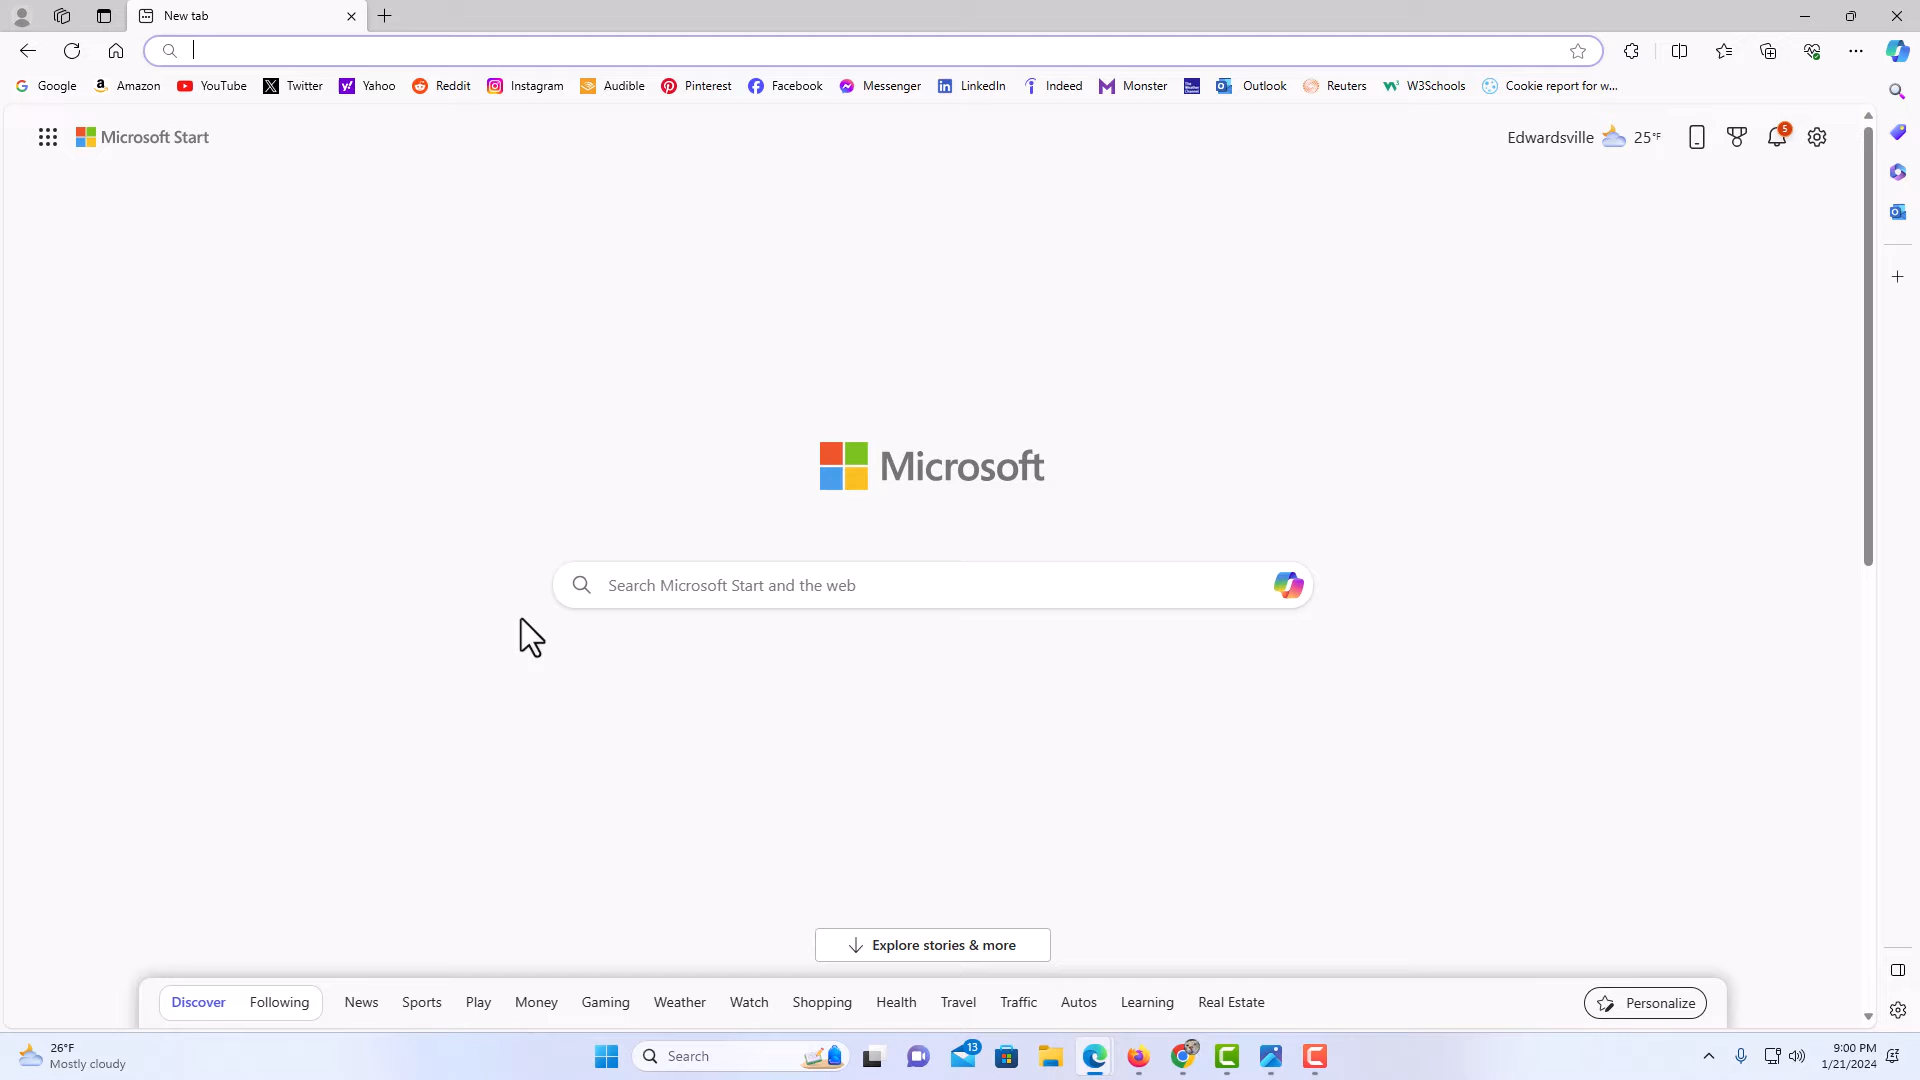 New tab
Google Amazon YouTube Twitter Yahoo Reddit Instagram Audible Pinterest Facebook Messenger LinkedIn Indeed Monster Outlook Reuters W3Schools Cookie report for w...
Microsoft Start
Edwardsville 25°F
5
Microsoft
Search Microsoft Start and the web
Explore stories & more
Discover Following News Sports Play Money Gaming Weather Watch Shopping Health Travel Traffic Autos Learning Real Estate Personalize
26°F
Mostly cloudy
Search
13
9:00 PM
1/21/2024